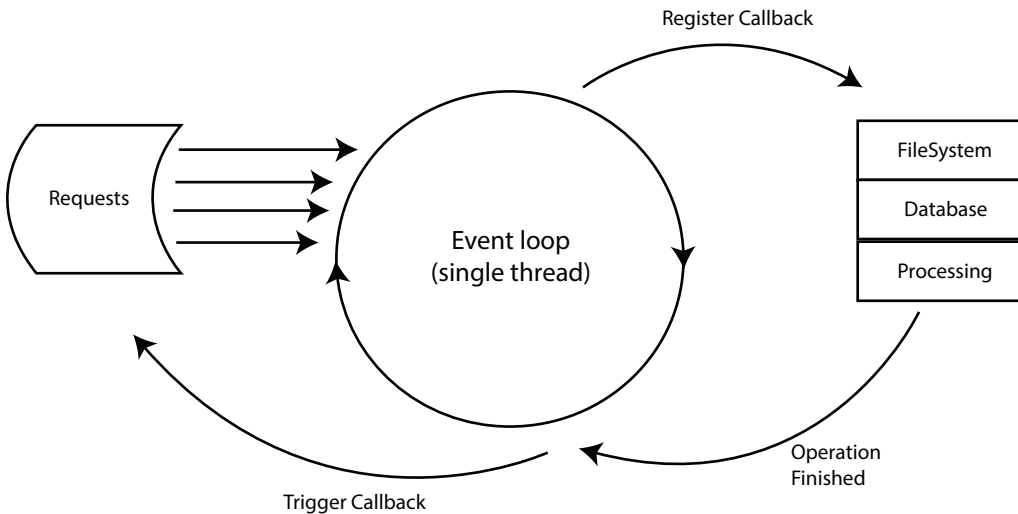 Register Callback
Requests
Event loop
(single thread)
FileSystem
Database
Processing
Operation
Finished
Trigger Callback